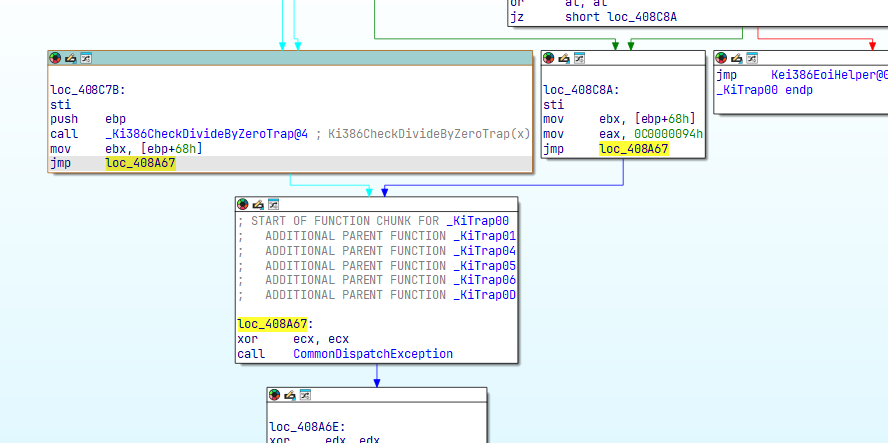 or al, al
jz short loc_408C8A
loc_408C7B:
sti
push ebp
call _Ki386CheckDivideByZeroTrap@4 ; Ki386CheckDivideByZeroTrap(x)
mov ebx, [ebp+68h]
jmp loc_408A67
loc_408C8A:
sti
mov ebx, [ebp+68h]
mov eax, 0C0000094h
jmp loc_408A67
jmp Kei386EoiHelper@0
_KiTrap00 endp
; START OF FUNCTION CHUNK FOR _KiTrap00
; ADDITIONAL PARENT FUNCTION _KiTrap01
; ADDITIONAL PARENT FUNCTION _KiTrap04
; ADDITIONAL PARENT FUNCTION _KiTrap05
; ADDITIONAL PARENT FUNCTION _KiTrap06
; ADDITIONAL PARENT FUNCTION _KiTrap0D
loc_408A67:
xor ecx, ecx
call CommonDispatchException
loc_408A6E:
xor edx, edx